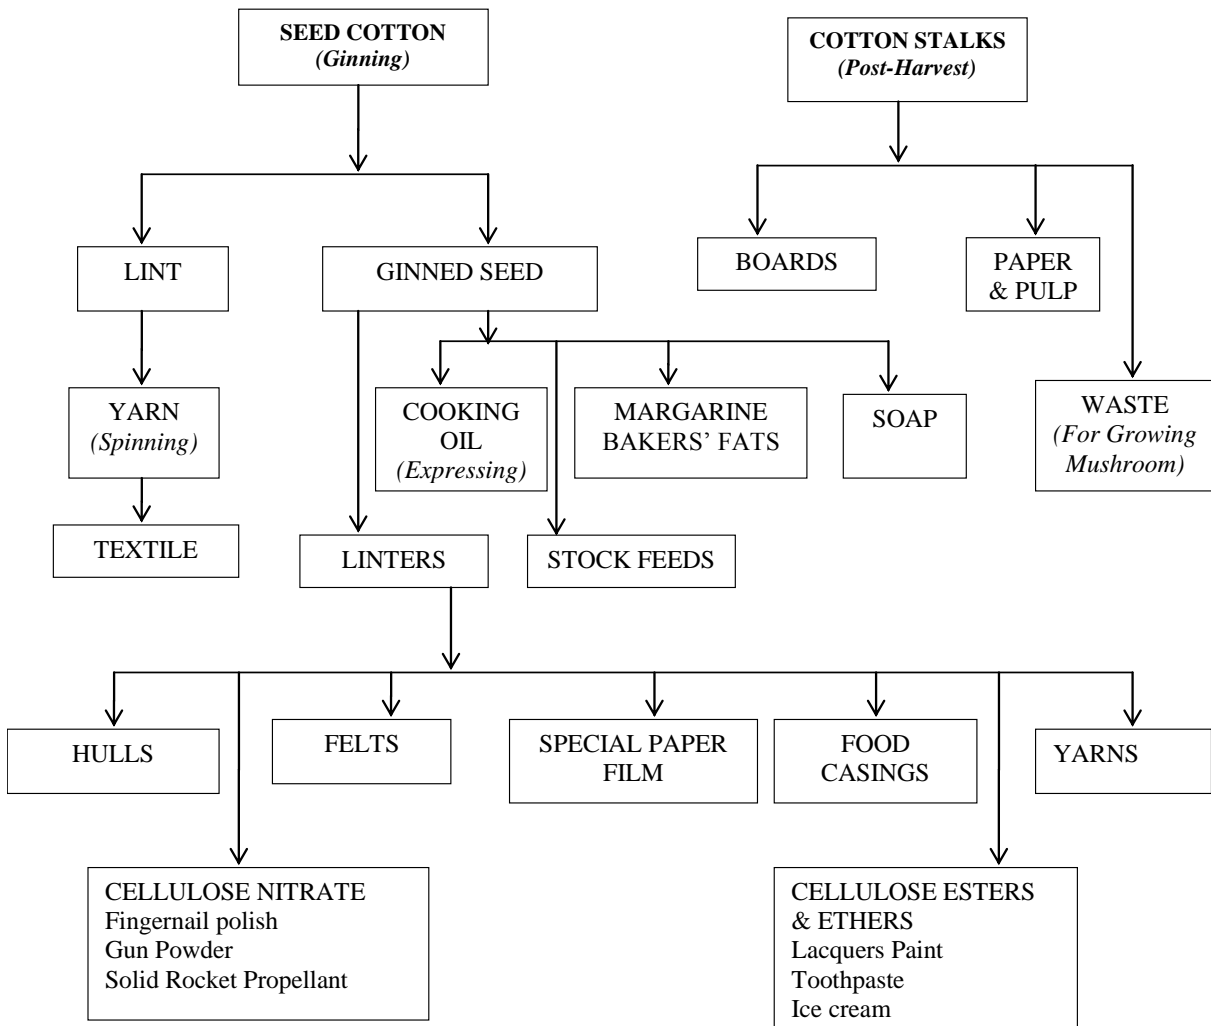 SEED COTTON
(Ginning)
COTTON STALKS
(Post-Harvest)
LINT
GINNED SEED
BOARDS
PAPER
& PULP
YARN
(Spinning)
COOKING
OIL
(Expressing)
MARGARINE
BAKERS’ FATS
SOAP
WASTE
(For Growing
Mushroom)
TEXTILE
LINTERS
STOCK FEEDS
HULLS
FELTS
SPECIAL PAPER
FILM
FOOD
CASINGS
YARNS
CELLULOSE NITRATE
Fingernail polish
Gun Powder
Solid Rocket Propellant
CELLULOSE ESTERS
& ETHERS
Lacquers Paint
Toothpaste
Ice cream